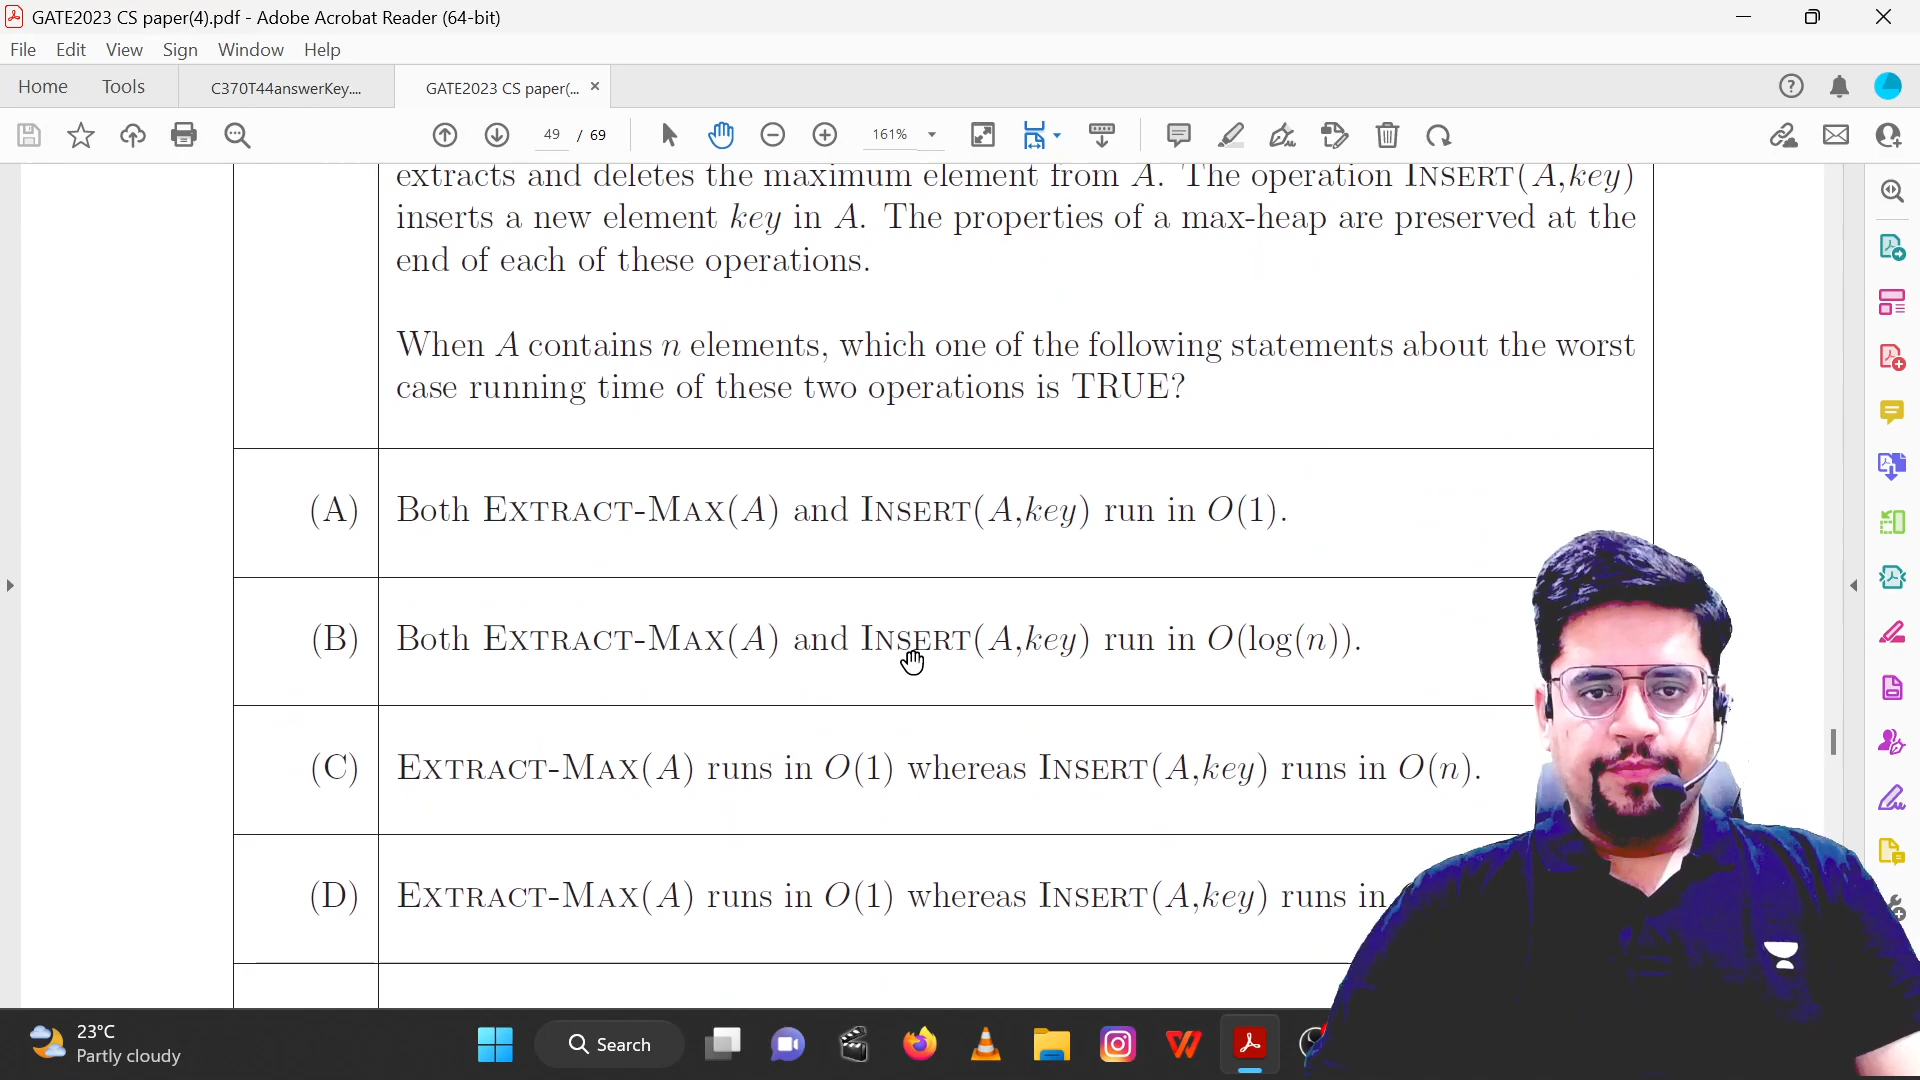 GATE2023 CS paper(4).pdf - Adobe Acrobat Reader (64-bit)
File Edit View Sign Window Help
Home Tools C370T44answerKey.... GATE2023 CS paper(...
49 / 69 161%
extracts and deletes the maximum element from A. The operation INSERT(A,key)
inserts a new element key in A. The properties of a max-heap are preserved at the
end of each of these operations.
When A contains n elements, which one of the following statements about the worst
case running time of these two operations is TRUE?
(A) Both EXTRACT-MAX(A) and INSERT(A,key) run in O(1).
(B) Both EXTRACT-MAX(A) and INSERT(A,key) run in O(log(n)).
(C) EXTRACT-MAX(A) runs in O(1) whereas INSERT(A,key) runs in O(n).
(D) EXTRACT-MAX(A) runs in O(1) whereas INSERT(A,key) runs in
23°C
Partly cloudy
Search